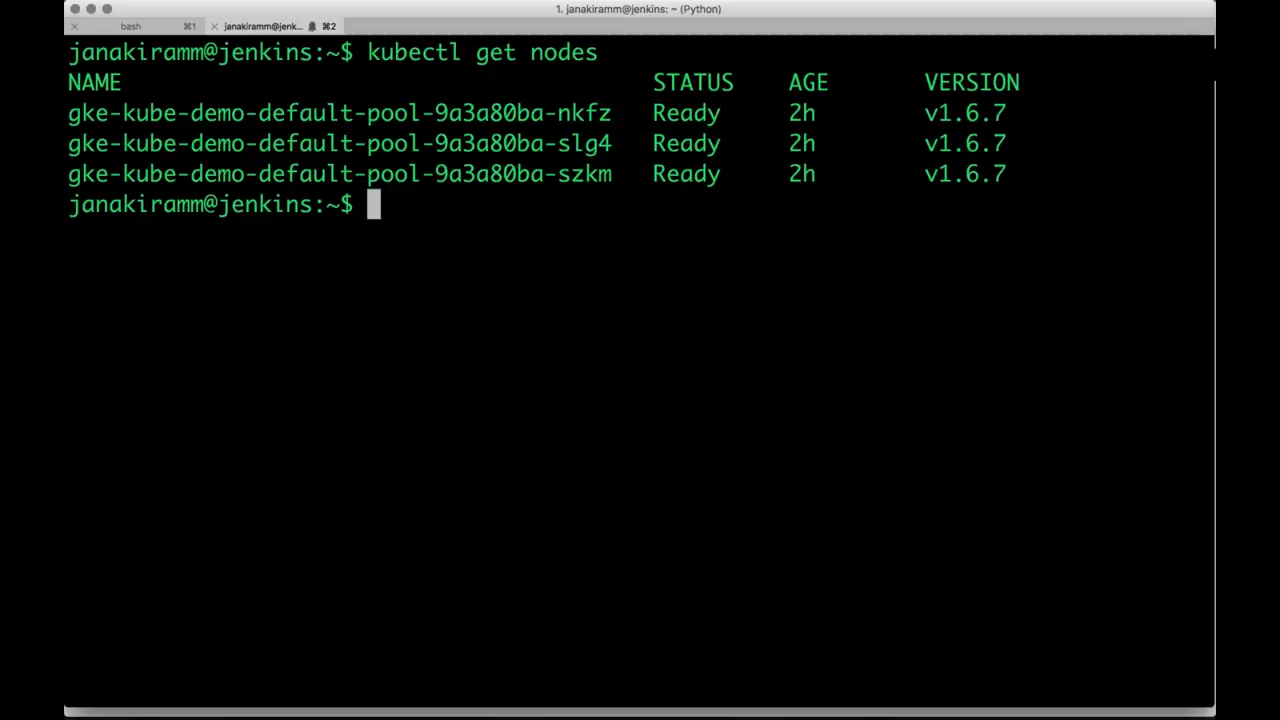 1. janakiramm@jenkins: ~ (Python)
bash ⌘1 janakiramm@jenk... ⌘2
janakiramm@jenkins:~$ kubectl get nodes
NAME STATUS AGE VERSION
gke-kube-demo-default-pool-9a3a80ba-nkfz Ready 2h v1.6.7
gke-kube-demo-default-pool-9a3a80ba-slg4 Ready 2h v1.6.7
gke-kube-demo-default-pool-9a3a80ba-szkm Ready 2h v1.6.7
janakiramm@jenkins:~$